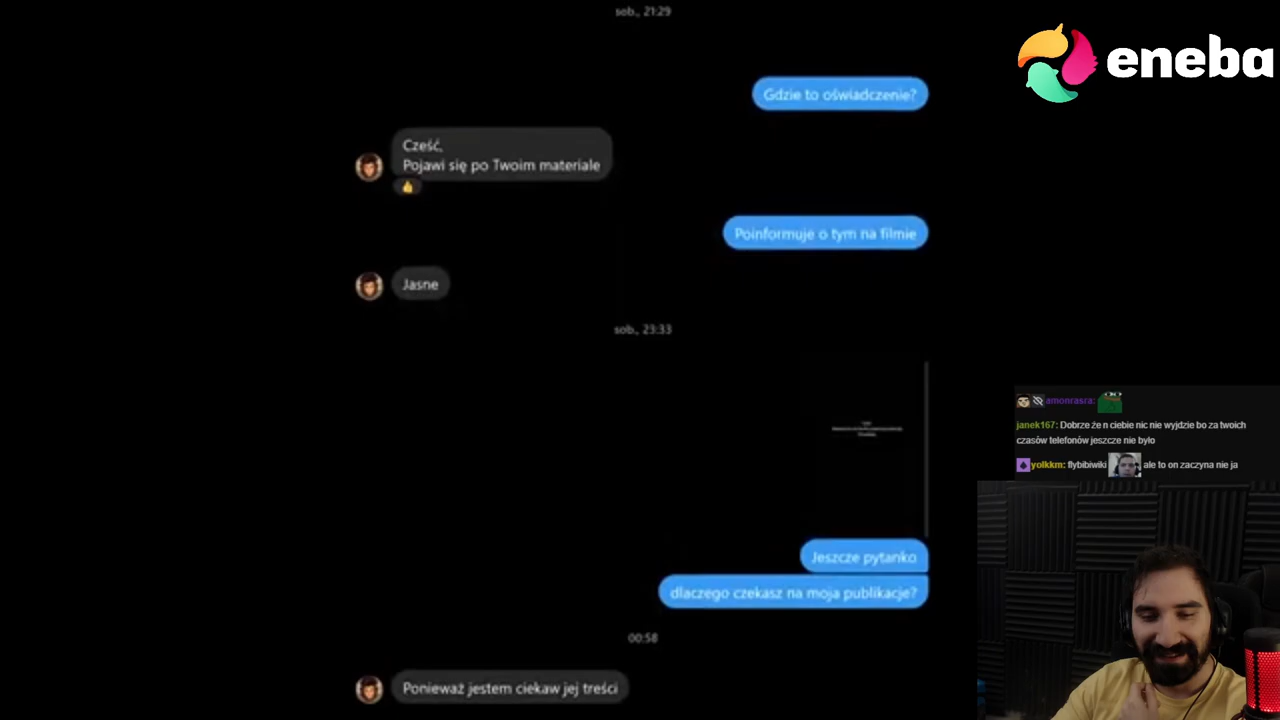 sob., 21:29
eneba
Gdzie to oświadczenie?
Cześć,
Pojawi się po Twoim materiale
Poinformuje o tym na filmie
Jasne
sob., 23:33
Jeszcze pytanko
dlaczego czekasz na moja publikacje?
00:58
Ponieważ jestem ciekaw jej treści
amonrasra:
janek167: Dobrze że n ciebie nic nie wyjdzie bo za twoich
czasów telefonów jeszcze nie było
yolkkm: flybibiwiki ale to on zaczyna nie ja